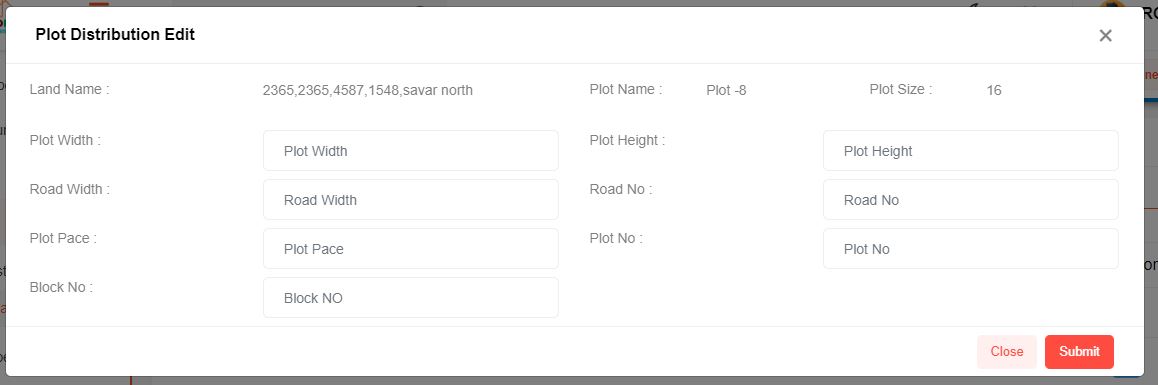 Plot Distribution Edit ×
Land Name : 2365,2365,4587,1548,savar north Plot Name : Plot -8 Plot Size : 16
Plot Width : Plot Width Plot Height : Plot Height
Road Width : Road Width Road No : Road No
Plot Pace : Plot Pace Plot No : Plot No
Block No : Block NO
Close Submit